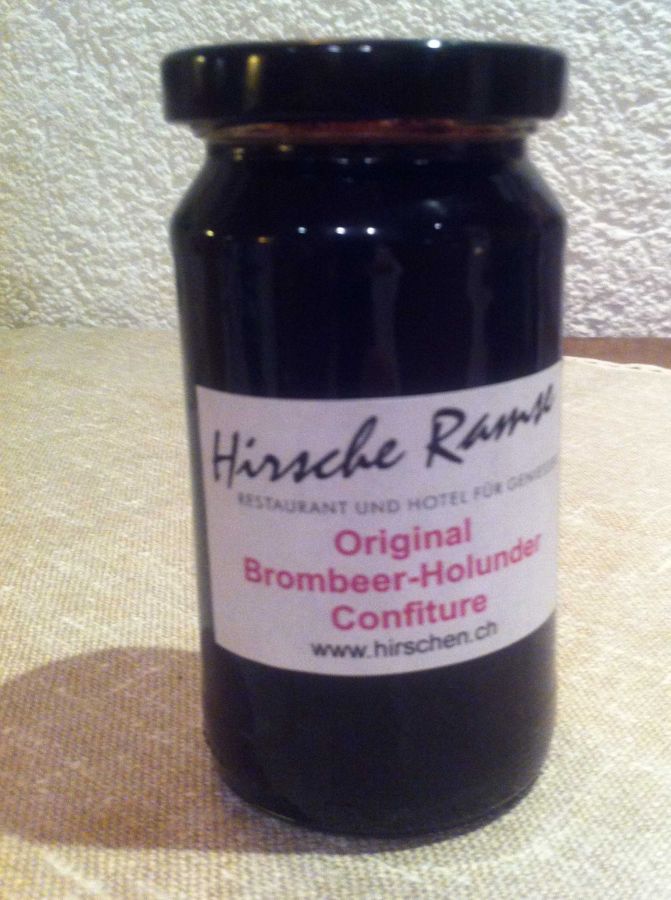 Hirsche Ramse
RESTAURANT UND HOTEL FÜR
Original
Brombeer-Holunder
Confiture
www.hirschen.ch